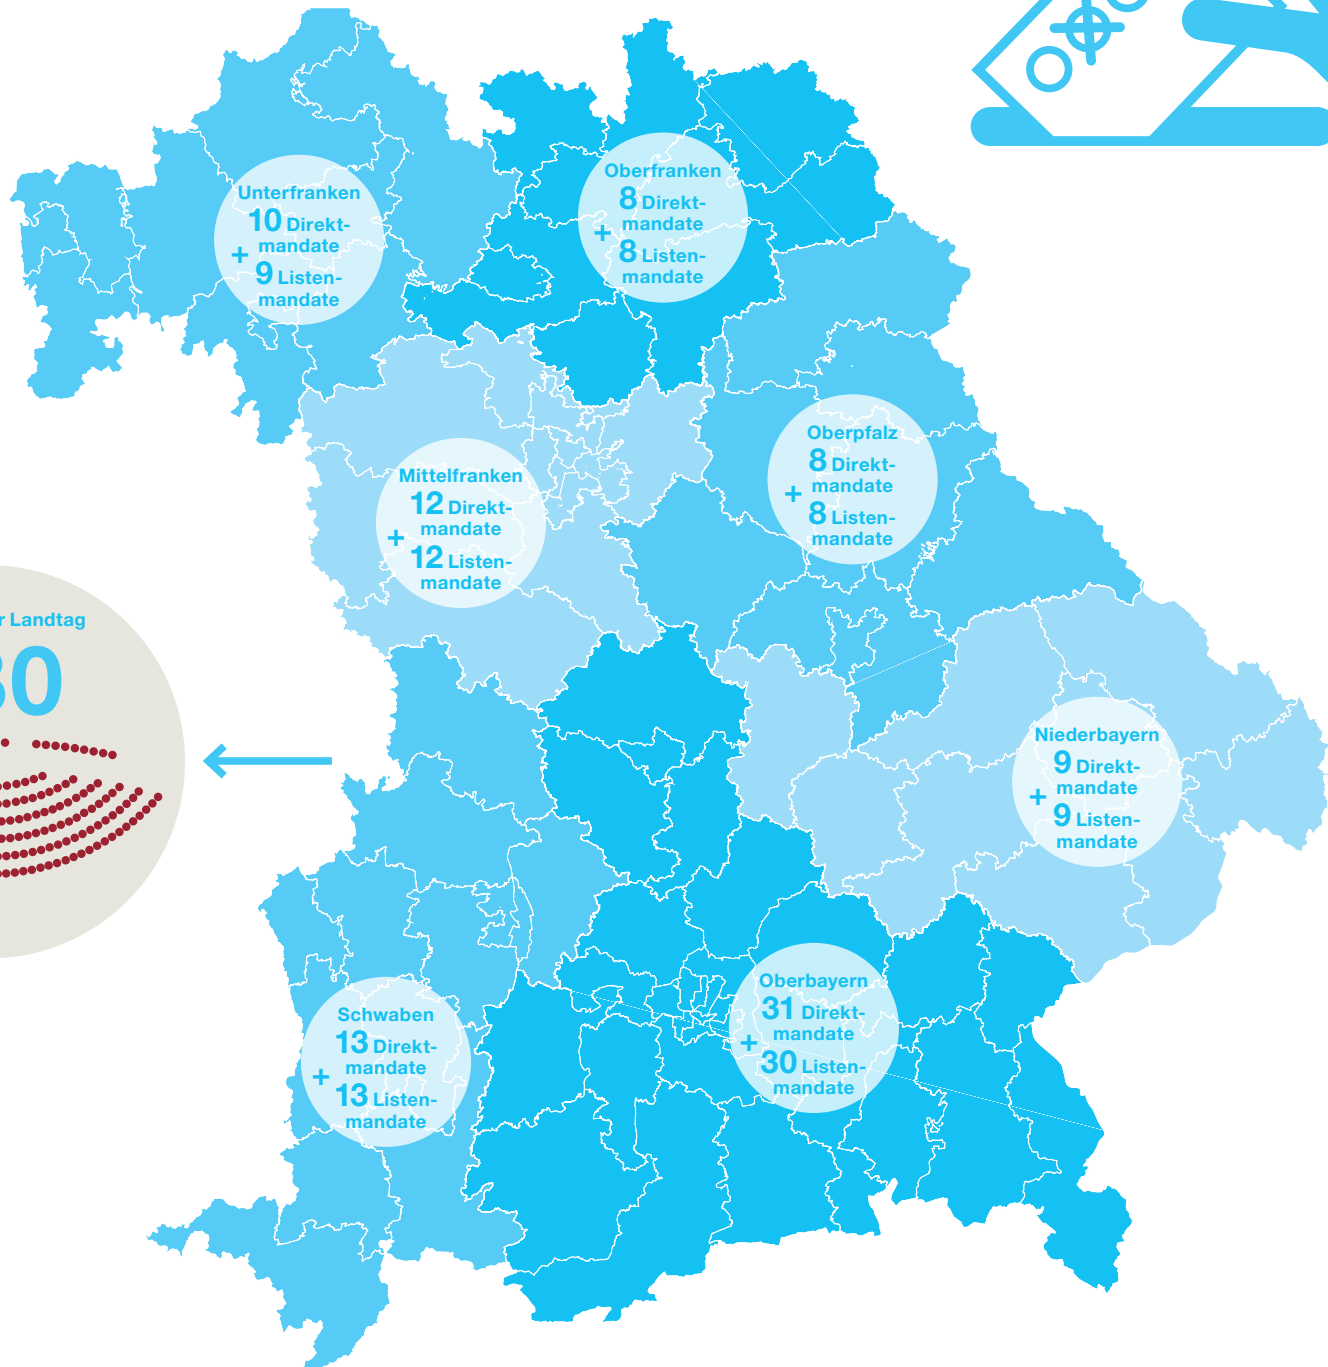 Oberfranken
8 Direkt-
mandate
+
8 Listen-
mandate
Unterfranken
10 Direkt-
mandate
+
9 Listen-
mandate
Oberpfalz
8 Direkt-
mandate
+
8 Listen-
mandate
Mittelfranken
12 Direkt-
mandate
+
12 Listen-
mandate
Landtag
0
Niederbayern
9 Direkt-
mandate
+
9 Listen-
mandate
Oberbayern
31 Direkt-
mandate
+
30 Listen-
mandate
Schwaben
13 Direkt-
mandate
+
13 Listen-
mandate